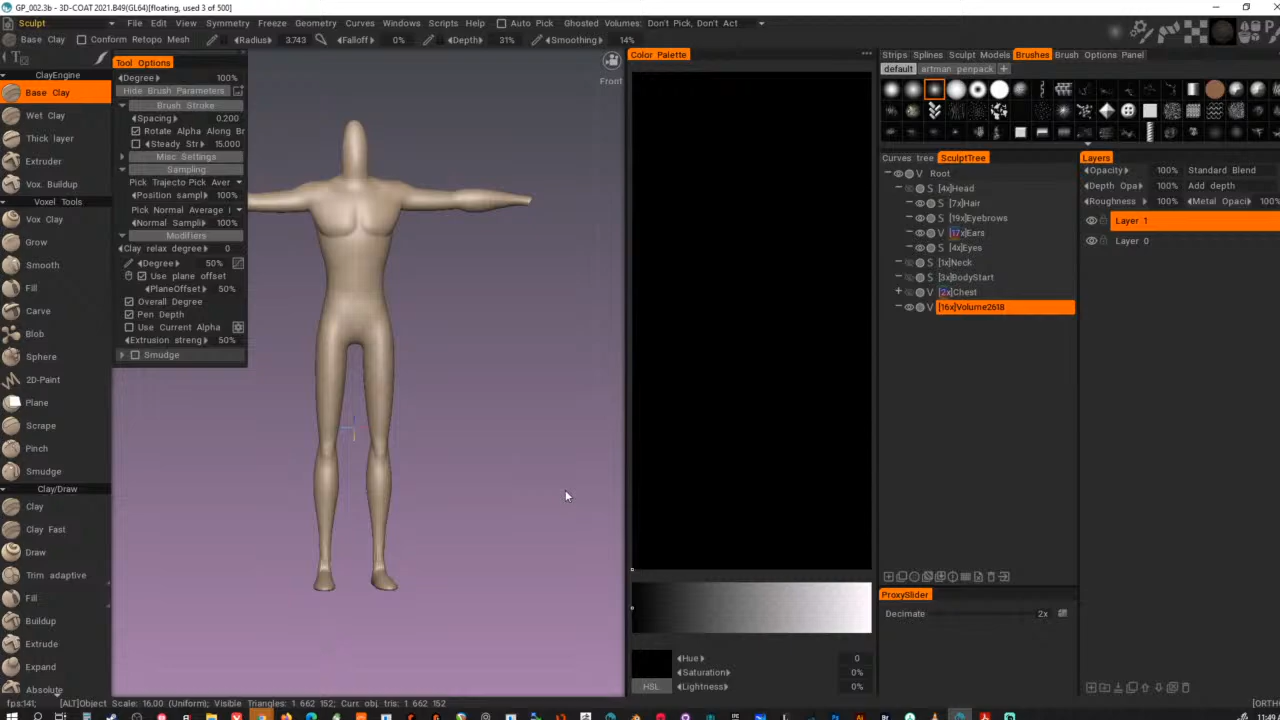 GP_002.3b - 3D-COAT 2021.B49(GL64)[floating, used 3 of 500]
Sculpt File Edit View Symmetry Freeze Geometry Curves Windows Scripts Help Auto Pick Ghosted Volumes: Don't Pick, Don't Act
Base Clay Conform Retopo Mesh Radius 3.743 Falloff 0% Depth 31% Smoothing 14%
Tool Options
Degree 100%
Hide Brush Parameters
Brush Stroke
Spacing 0.200
Rotate Alpha Along Br
Steady Str 15.000
Misc Settings
Sampling
Pick Trajecto Pick Aver
Position sampl 100%
Pick Normal Average I
Normal Sampli 100%
Modifiers
Clay relax degree 0
Degree 50%
Use plane offset
PlaneOffset 50%
Overall Degree
Pen Depth
Use Current Alpha
Extrusion streng 50%
Smudge
ClayEngine
Base Clay
Wet Clay
Thick layer
Extruder
Vox. Buildup
Voxel Tools
Vox Clay
Grow
Smooth
Fill
Carve
Blob
Sphere
2D-Paint
Plane
Scrape
Pinch
Smudge
Clay/Draw
Clay
Clay Fast
Draw
Trim adaptive
Fill
Buildup
Extrude
Expand
Absolute
Front
Color Palette
Hue 0
Saturation 0%
HSL Lightness 0%
Strips Splines Sculpt Models Brushes Brush Options Panel
default artman penpack +
Curves tree SculptTree
V Root
S [4x]Head
S [7x]Hair
S [19x]Eyebrows
V [17x]Ears
S [4x]Eyes
S [1x]Neck
S [3x]BodyStart
V [2x]Chest
V [16x]Volume2618
ProxySlider
Decimate 2x
Layers
Opacity 100% Standard Blend
Depth Opa 100% Add depth
Roughness 100% Metal Opaci 100%
Layer 1
Layer 0
fps:141; [ALT]Object Scale: 16.00 (Uniform); Visible Triangles: 1 662 152; Curr. obj. tris: 1 662 152
[ORTH